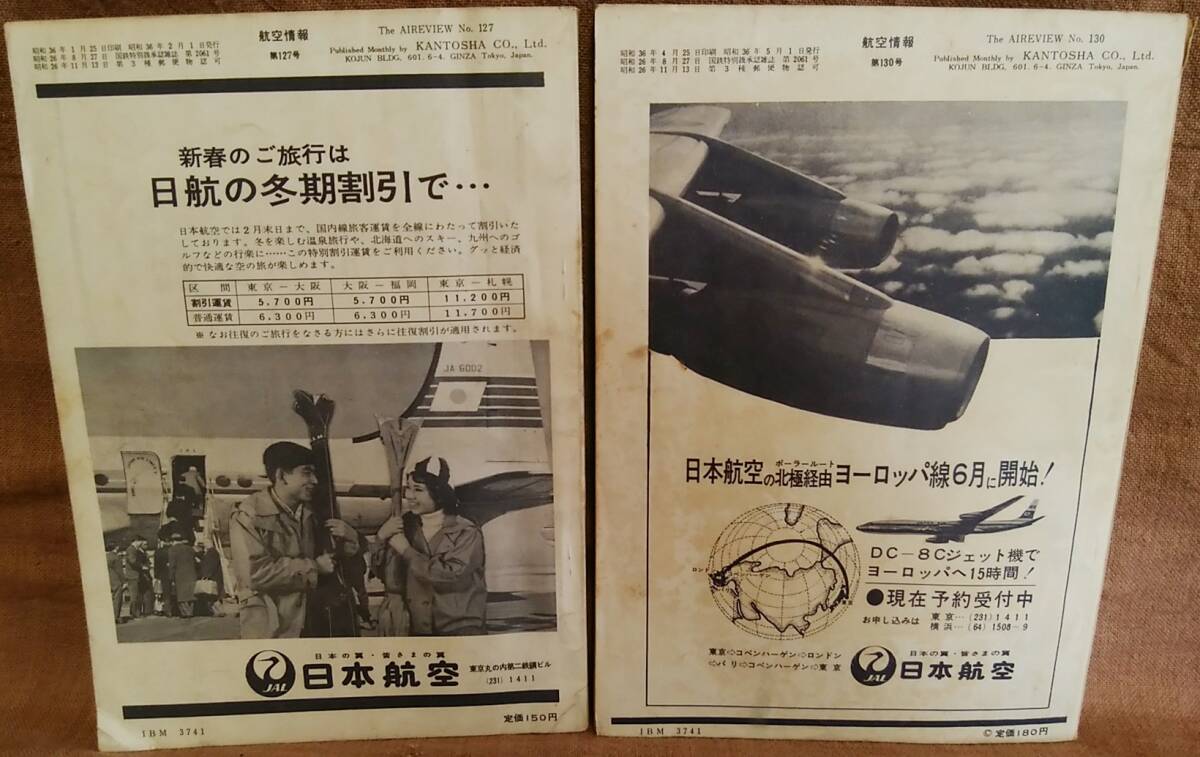 昭和36年1月25日印刷 昭和36年2月1日発行
昭和26年8月27日 国鉄特別扱承認雑誌 第2061号
昭和26年11月13日 第3種郵便物認可
航空情報
第127号
The AIREVIEW No. 127
Published Monthly by KANTOSHA CO., Ltd.
KOJUN BLDG. 601. 6-4. GINZA Tokyo, Japan.
新春のご旅行は
日航の冬期割引で…
日本航空では2月末日まで、国内線旅客運賃を全線にわたって割引いた
しております。冬を楽しむ温泉旅行や、北海道へのスキー、九州へのゴ
ルフなどの行楽に……この特別割引運賃をご利用ください。グッと経済
的で快適な空の旅が楽しめます。
区間 東京―大阪 大阪―福岡 東京―札幌
割引運賃 5.700円 5.700円 11,200円
普通運賃 6.300円 6.300円 11,700円
※なお往復のご旅行をなさる方にはさらに往復割引が適用されます。
JA-6002
JAL
日本の翼・皆さまの翼
日本航空
東京丸の内第二鉄鋼ビル
(231) 1411
IBM 3741
定価150円
昭和36年4月25日印刷 昭和36年5月1日発行
昭和26年8月27日 国鉄特別扱承認雑誌 第2061号
昭和26年11月13日 第3種郵便物認可
航空情報
第130号
The AIREVIEW No. 130
Published Monthly by KANTOSHA CO., Ltd.
KOJUN BLDG. 601. 6-4. GINZA Tokyo, Japan.
ポーラールート
日本航空の北極経由ヨーロッパ線6月に開始!
DC-8Cジェット機で
ヨーロッパへ15時間!
●現在予約受付中
お申し込みは 東京…(231)1411
横浜…(64)1508-9
東京⇨コペンハーゲン⇨ロンドン
⇨パリ⇨コペンハーゲン⇨東京
JAL
日本の翼・皆さまの翼
日本航空
IBM 3741
© 定価180円